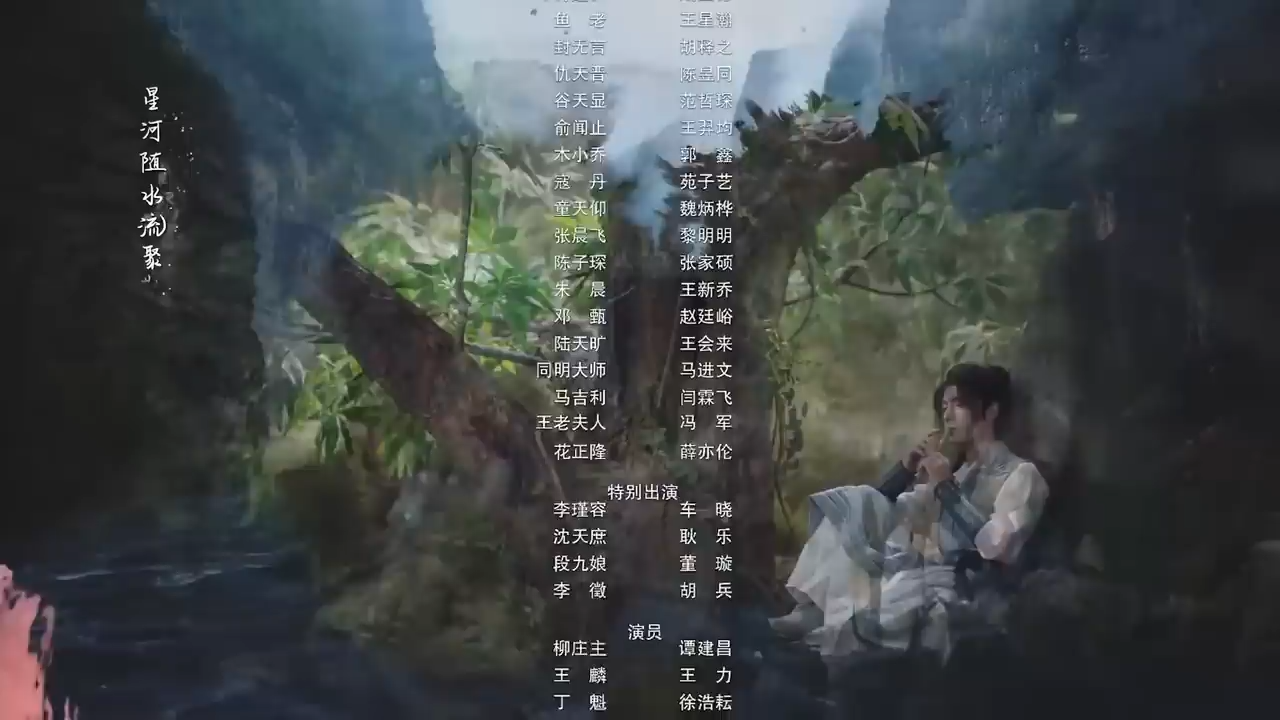 星河随水流聚
鱼 老 王星瀚
封无言 胡释之
仇天晋 陈昱同
谷天显 范哲琛
俞闻止 王羿均
木小乔 郭 鑫
寇 丹 苑子艺
童天仰 魏炳桦
张晨飞 黎明明
陈子琛 张家硕
朱 晨 王新乔
邓 甄 赵廷峪
陆天旷 王会来
同明大师 马进文
马吉利 闫霖飞
王老夫人 冯 军
花正隆 薛亦伦
特别出演
李瑾容 车 晓
沈天庶 耿 乐
段九娘 董 璇
李 徵 胡 兵
演员
柳庄主 谭建昌
王 麟 王 力
丁 魁 徐浩耘